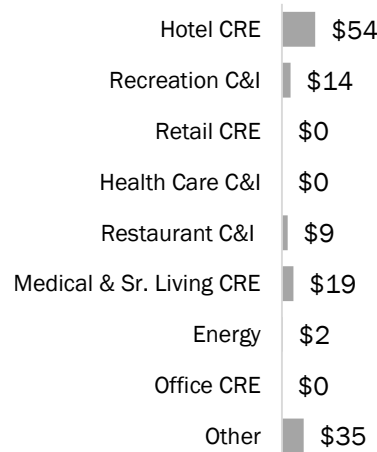 Hotel CRE $54
Recreation C&I $14
Retail CRE $0
Health Care C&I $0
Restaurant C&I $9
Medical & Sr. Living CRE $19
Energy $2
Office CRE $0
Other $35